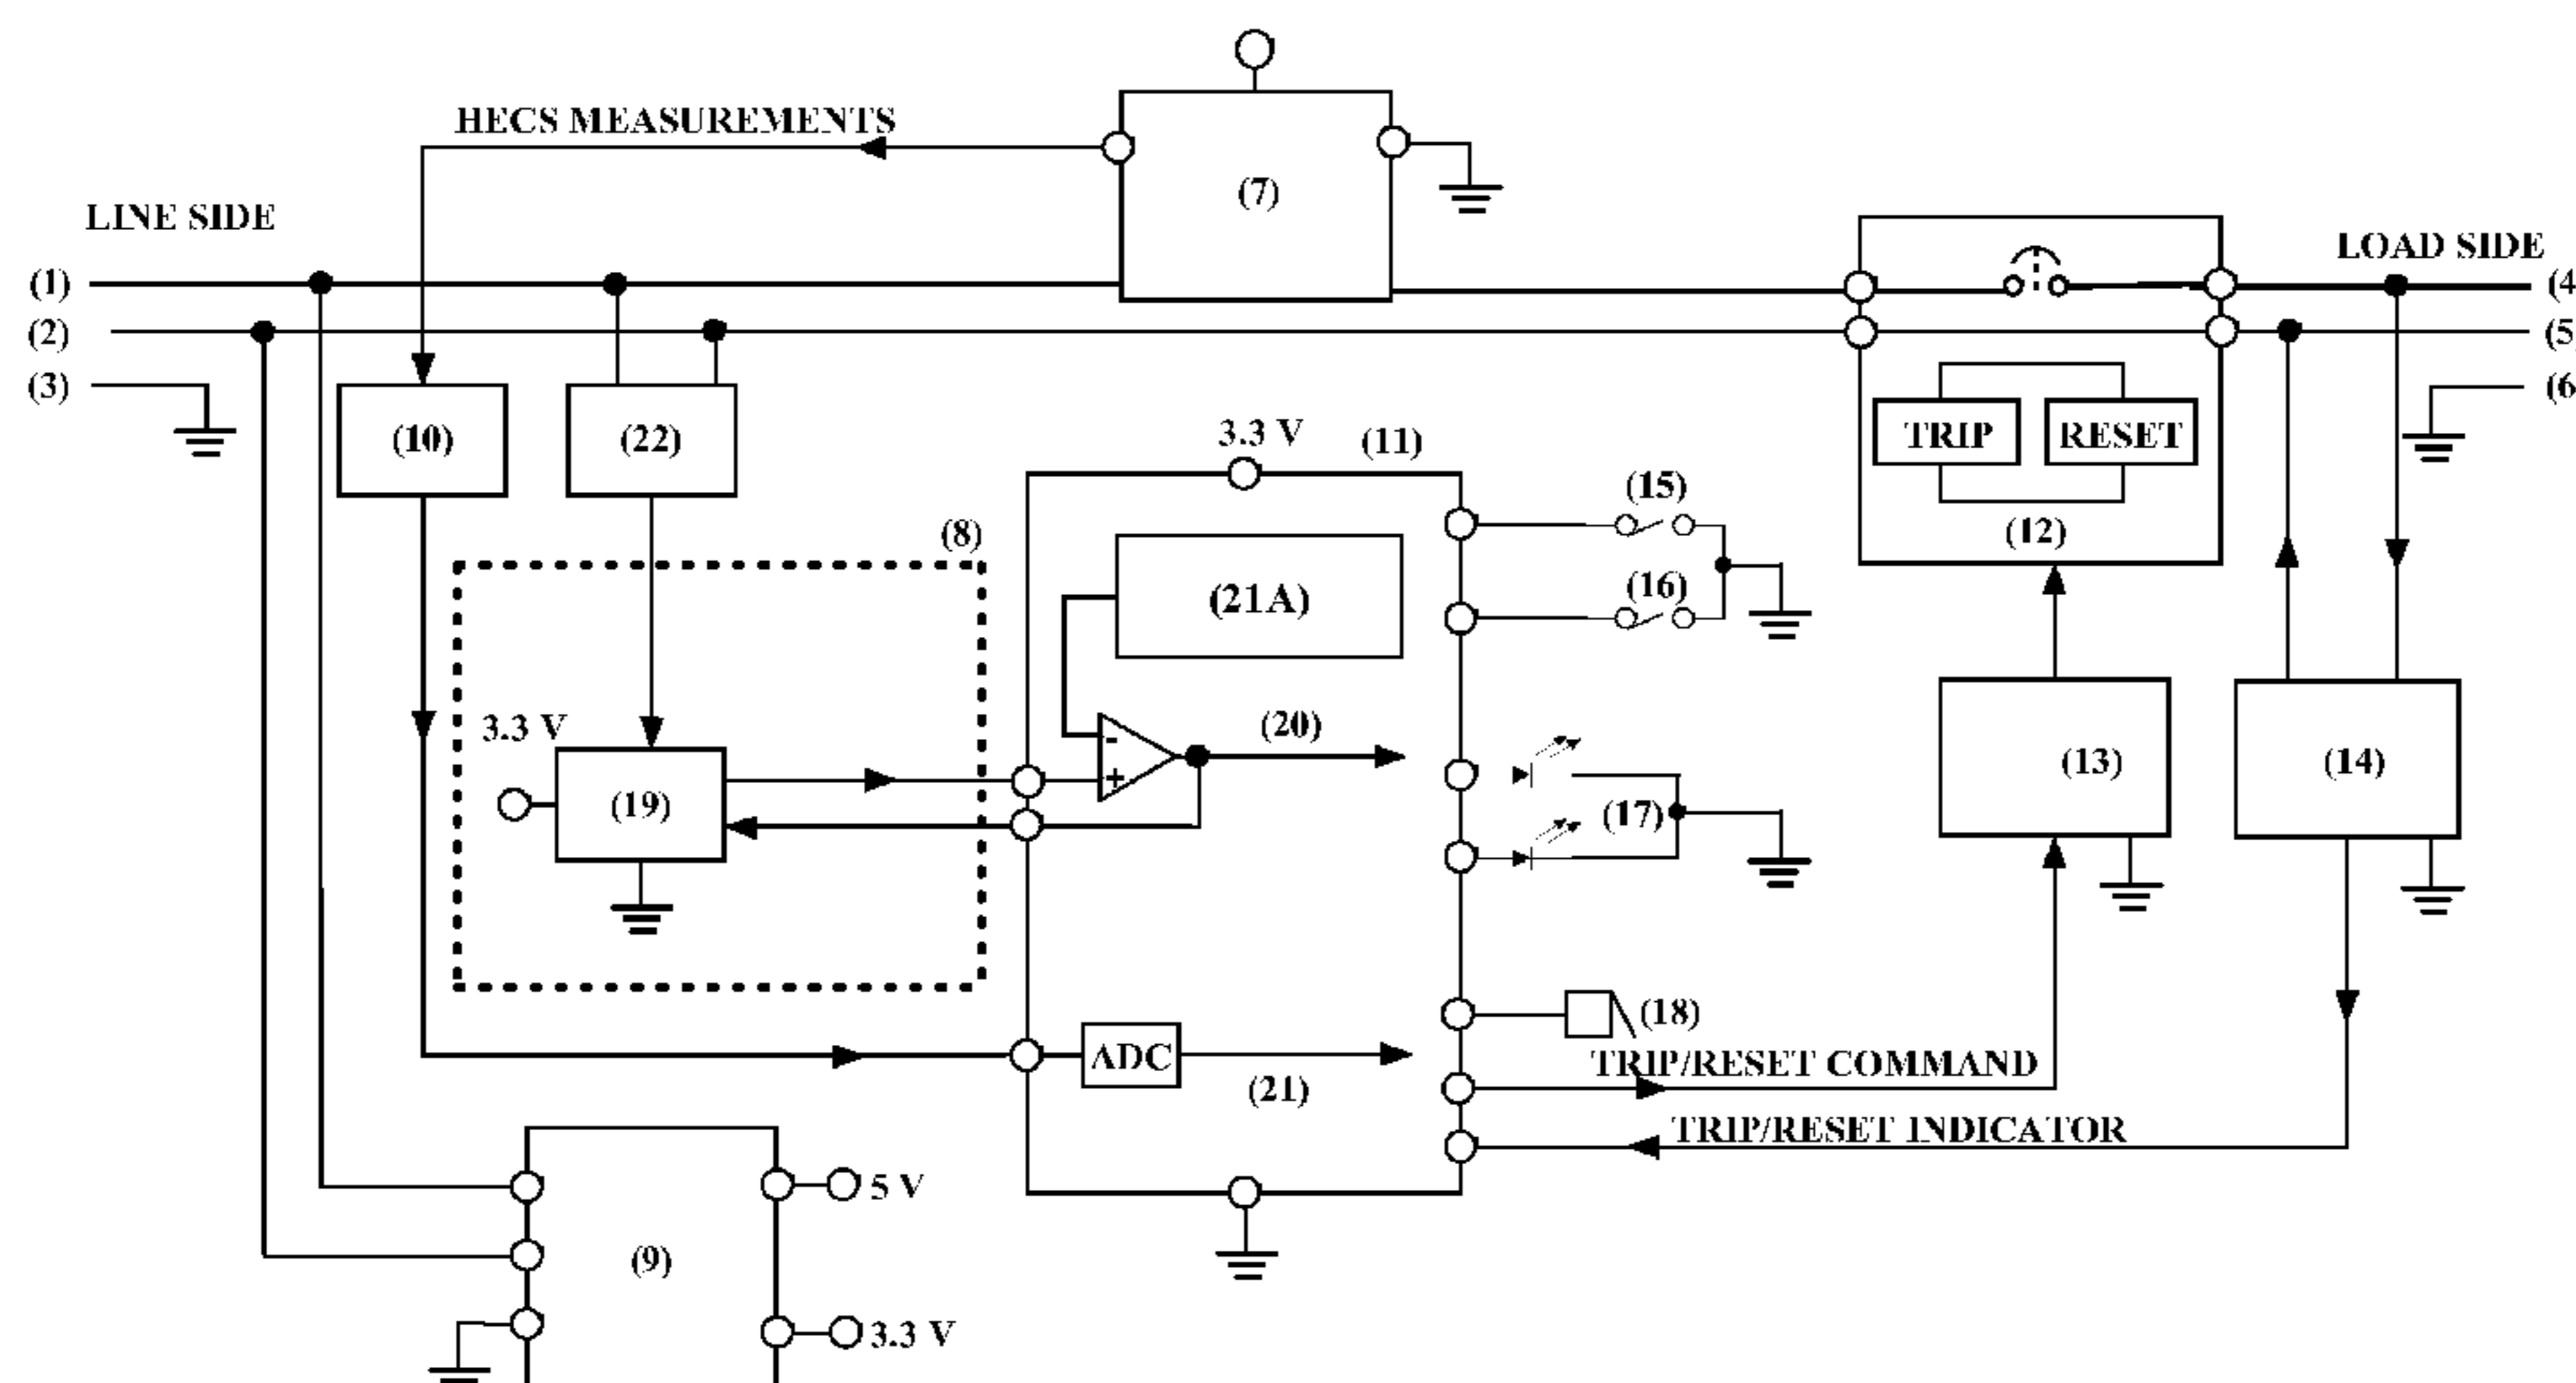 HECS MEASUREMENTS
(7)
LINE SIDE
LOAD SIDE
(1)
(4
(2)
(5
(3)
(6
(10)
(22)
3.3 V
(11)
TRIP
RESET
(12)
(15)
(8)
(21A)
(16)
3.3 V
(20)
-
+
(19)
(17)
(13)
(14)
(18)
ADC
(21)
TRIP/RESET COMMAND
TRIP/RESET INDICATOR
5 V
(9)
3.3 V